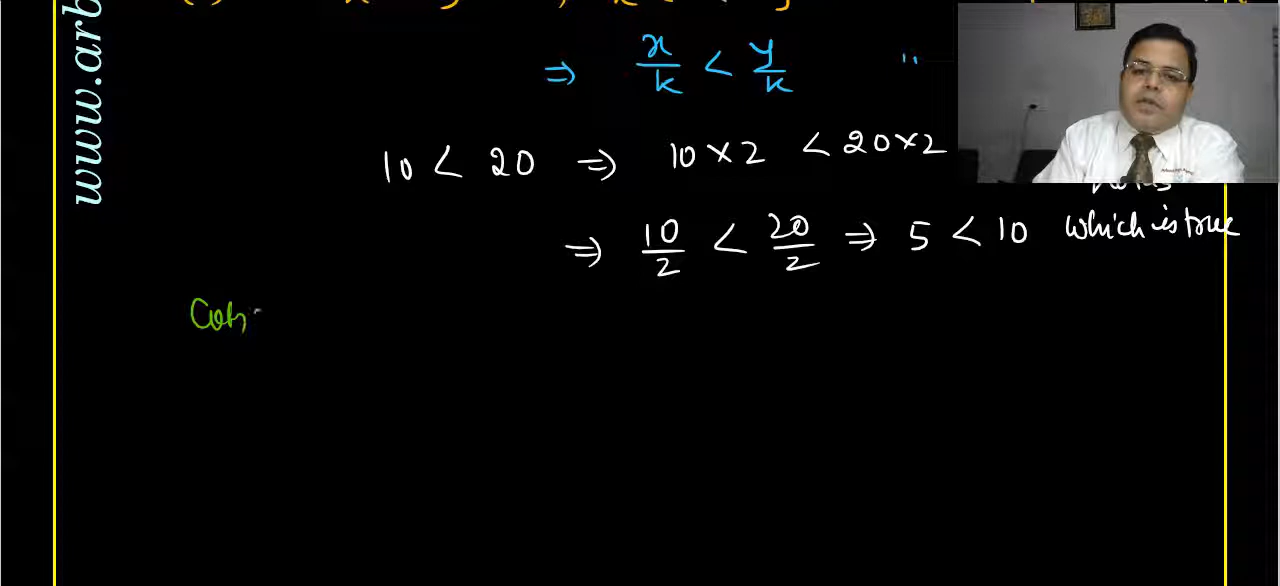 www.arb
⇒ x/k < y/k "
10 < 20 ⇒ 10 × 2 < 20 × 2
⇒ 10/2 < 20/2 ⇒ 5 < 10 which is true